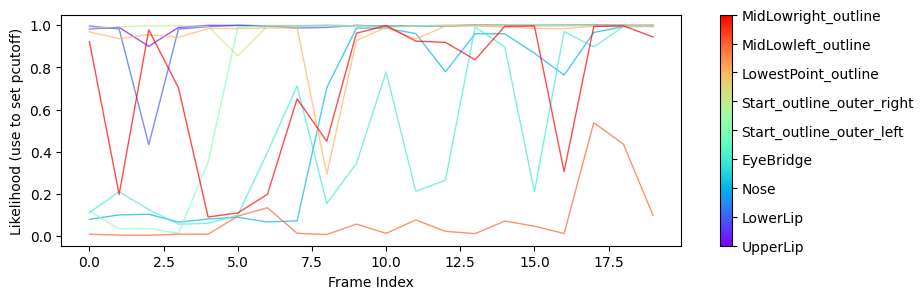 Likelihood (use to set pcutoff)
1.0
0.8
0.6
0.4
0.2
0.0
0.0 2.5 5.0 7.5 10.0 12.5 15.0 17.5
Frame Index
MidLowright_outline
MidLowleft_outline
LowestPoint_outline
Start_outline_outer_right
Start_outline_outer_left
EyeBridge
Nose
LowerLip
UpperLip